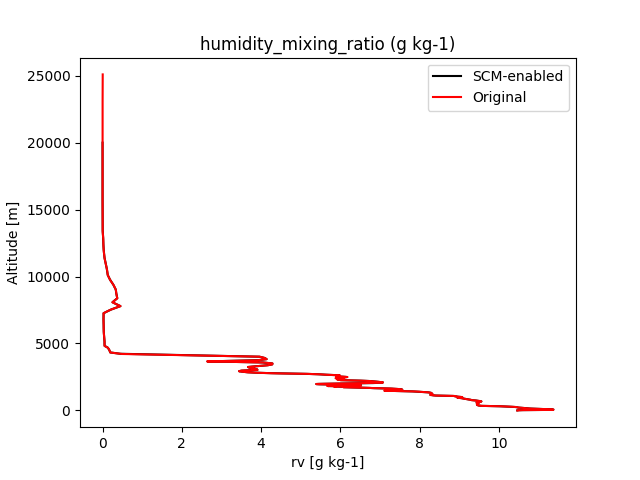 humidity_mixing_ratio (g kg-1)
SCM-enabled
Original
Altitude [m]
25000
20000
15000
10000
5000
0
0 2 4 6 8 10
rv [g kg-1]